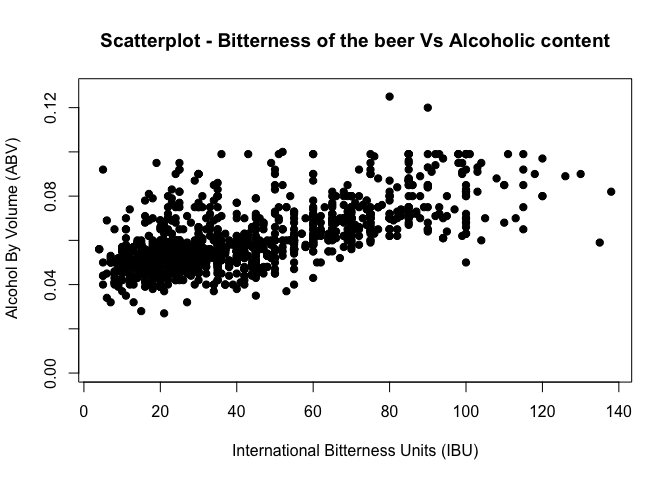 Scatterplot - Bitterness of the beer Vs Alcoholic content
Alcohol By Volume (ABV)
0.12
0.08
0.04
0.00
0 20 40 60 80 100 120 140
International Bitterness Units (IBU)